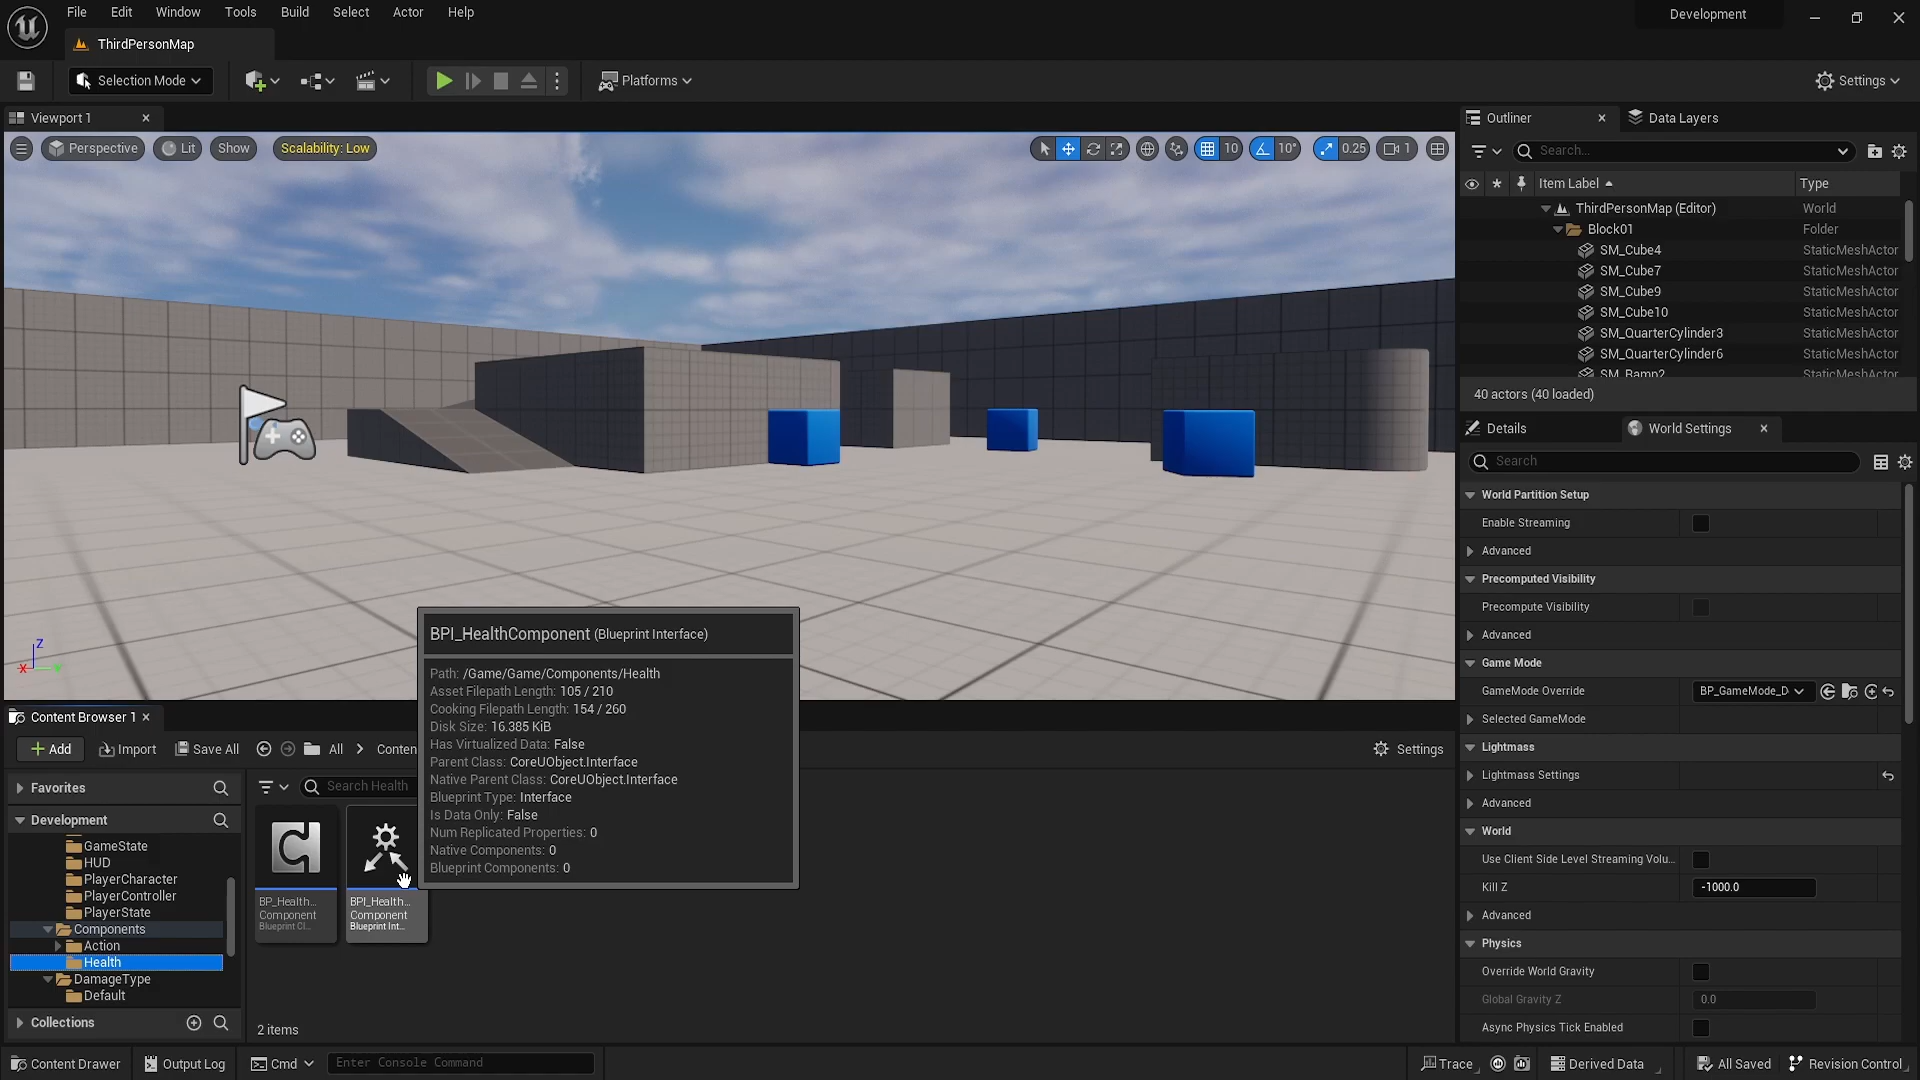 File Edit Window Tools Build Select Actor Help
Development
ThirdPersonMap
Selection Mode
Platforms
Settings
Viewport 1
Perspective Lit Show Scalability: Low
10 10° 0.25 1
Outliner Data Layers
Search...
Item Label Type
ThirdPersonMap (Editor) World
Block01 Folder
SM_Cube4 StaticMeshActor
SM_Cube7 StaticMeshActor
SM_Cube9 StaticMeshActor
SM_Cube10 StaticMeshActor
SM_QuarterCylinder3 StaticMeshActor
SM_QuarterCylinder6 StaticMeshActor
SM_Ramp2 StaticMeshActor
40 actors (40 loaded)
Details World Settings
Search
World Partition Setup
Enable Streaming
Advanced
Precomputed Visibility
Precompute Visibility
Advanced
Game Mode
GameMode Override BP_GameMode_D
Selected GameMode
Lightmass
Lightmass Settings
Advanced
World
Use Client Side Level Streaming Volu...
Kill Z -1000.0
Advanced
Physics
Override World Gravity
Global Gravity Z 0.0
Async Physics Tick Enabled
Z
X
BPI_HealthComponent (Blueprint Interface)
Path: /Game/Game/Components/Health
Asset Filepath Length: 105 / 210
Cooking Filepath Length: 154 / 260
Disk Size: 16.385 KiB
Has Virtualized Data: False
Parent Class: CoreUObject.Interface
Native Parent Class: CoreUObject.Interface
Blueprint Type: Interface
Is Data Only: False
Num Replicated Properties: 0
Native Components: 0
Blueprint Components: 0
Content Browser 1
Add Import Save All All Conten
Settings
Favorites
Search Health
Development
GameState
HUD
PlayerCharacter
PlayerController
PlayerState
Components
Action
Health
DamageType
Default
Collections
BP_Health...
Component
Blueprint Cl...
BPI_Health...
Component
Blueprint Int...
2 items
Content Drawer Output Log Cmd Enter Console Command
Trace Derived Data All Saved Revision Control